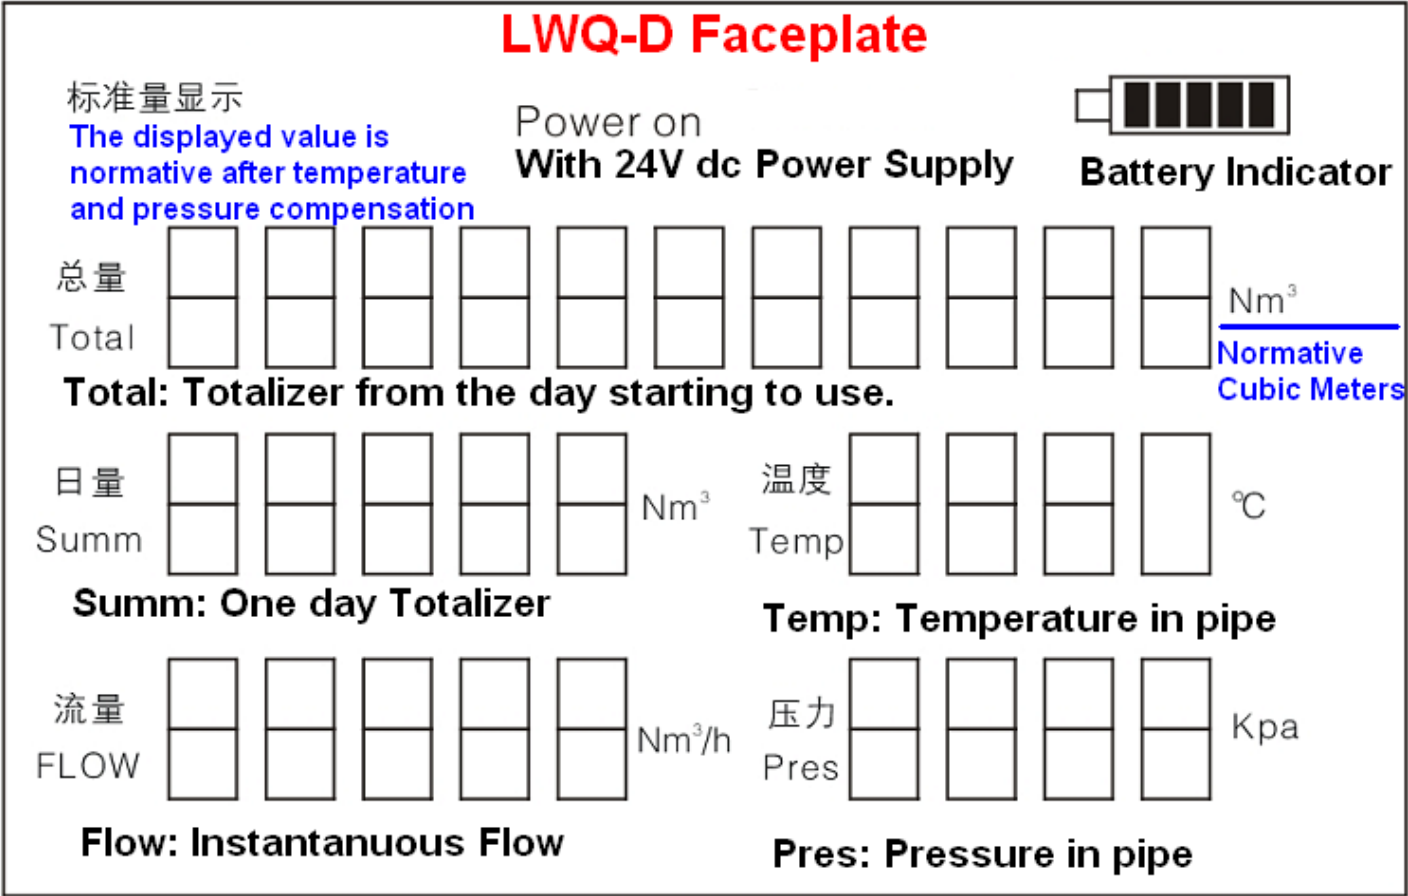 LWQ-D Faceplate
标准量显示
The displayed value is
normative after temperature
and pressure compensation
Power on
With 24V dc Power Supply
Battery Indicator
总量
Total
Nm³
Normative
Cubic Meters
Total: Totalizer from the day starting to use.
日量
Summ
Nm³
Summ: One day Totalizer
温度
Temp
℃
Temp: Temperature in pipe
流量
FLOW
Nm³/h
Flow: Instantanuous Flow
压力
Pres
Kpa
Pres: Pressure in pipe